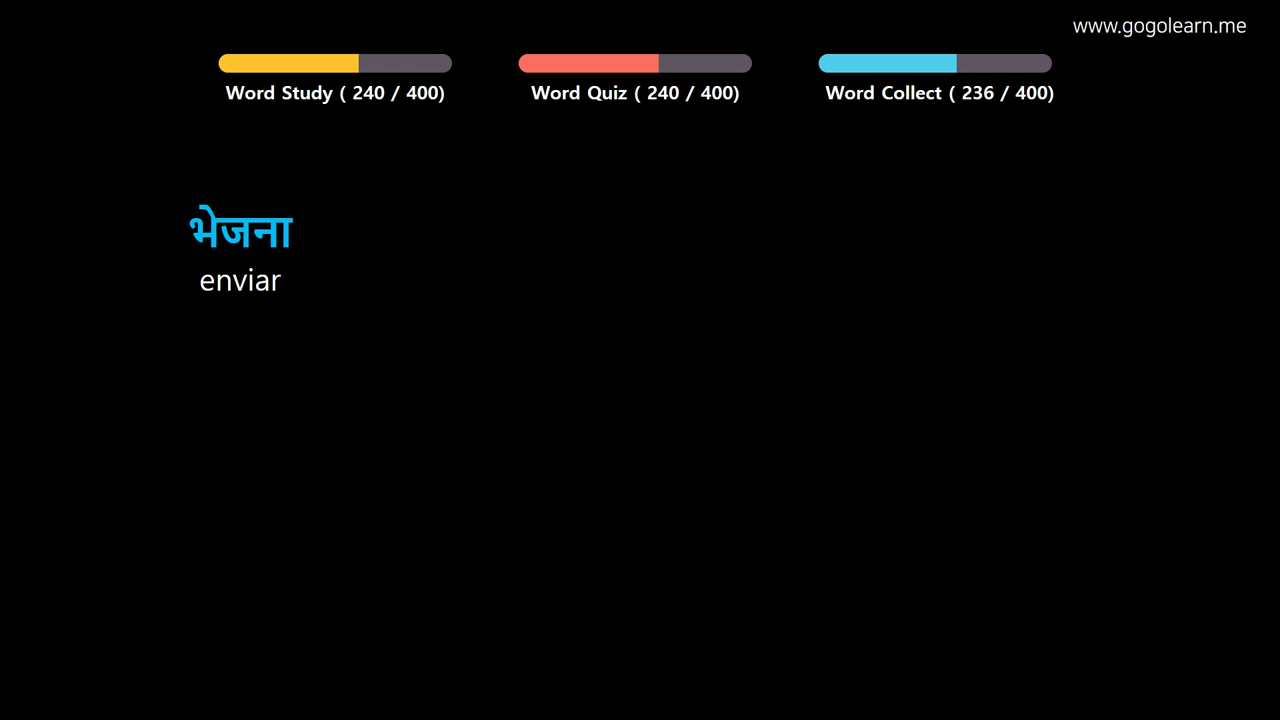 www.gogolearn.me
Word Study ( 240 / 400)
Word Quiz ( 240 / 400)
Word Collect ( 236 / 400)
भेजना
enviar